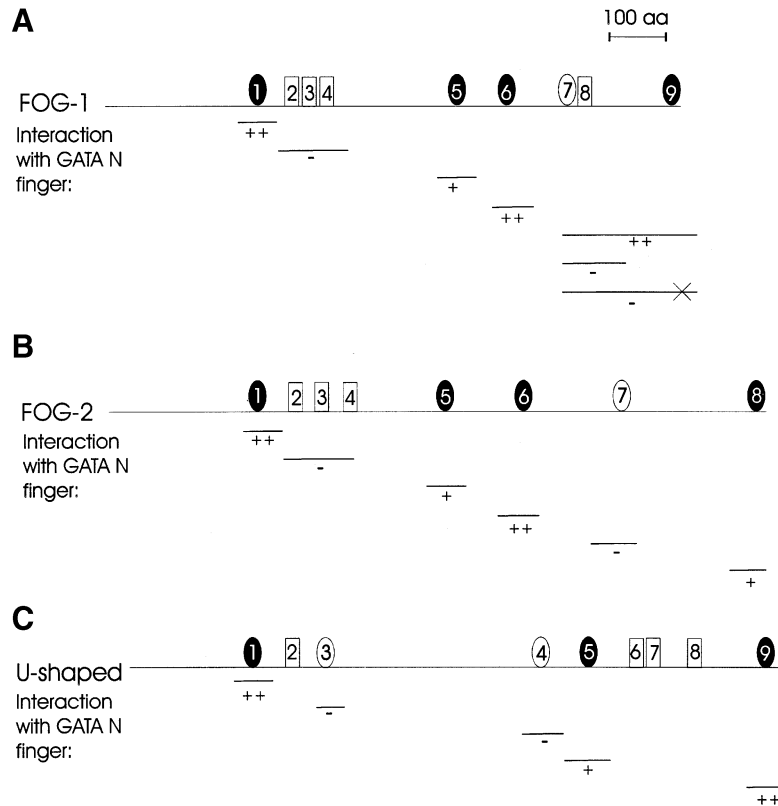 A
100 aa
1 2 3 4 5 6 7 8 9
FOG-1
Interaction
with GATA N
finger:
++
-
+
++
++
-
-
B
1 2 3 4 5 6 7 8
FOG-2
Interaction
with GATA N
finger:
++
-
+
++
-
+
C
1 2 3 4 5 6 7 8 9
U-shaped
Interaction
with GATA N
finger:
++
-
-
+
++